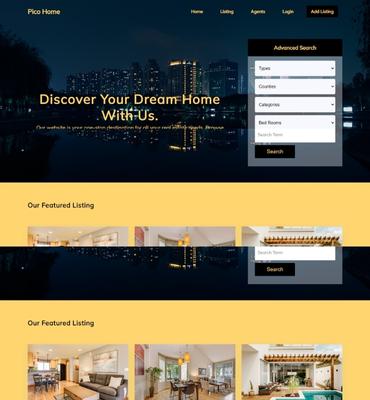 Pico Home
Home Listing Agents Login Add Listing
Advanced Search
Types
Counties
Categories
Bed Rooms
Search Term
Search
Discover Your Dream Home
With Us.
Our website is your one-stop destination for all your real estate needs. Browse
Our Featured Listing
Search Term
Search
Our Featured Listing